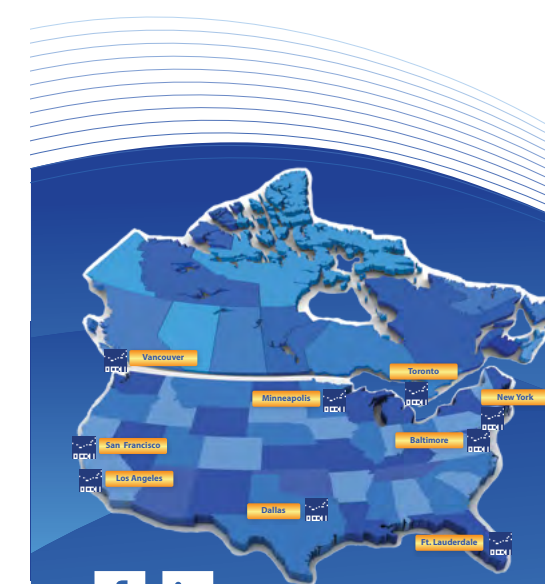 Vancouver
Toronto
Minneapolis
New York
Baltimore
San Francisco
Los Angeles
Dallas
Ft. Lauderdale